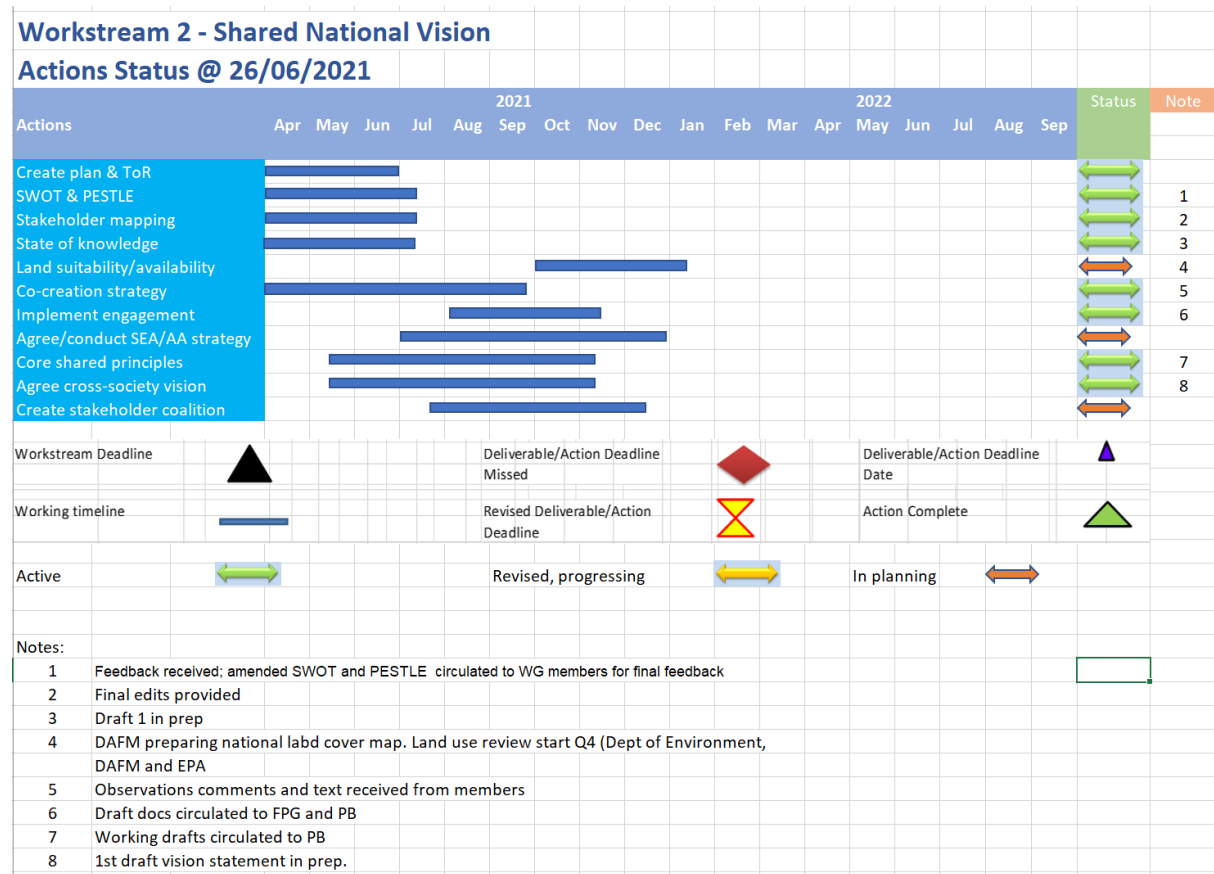 Workstream 2 - Shared National Vision
Actions Status @ 26/06/2021
2021 2022 Status Note
Actions Apr May Jun Jul Aug Sep Oct Nov Dec Jan Feb Mar Apr May Jun Jul Aug Sep
Create plan & ToR
SWOT & PESTLE 1
Stakeholder mapping 2
State of knowledge 3
Land suitability/availability 4
Co-creation strategy 5
Implement engagement 6
Agree/conduct SEA/AA strategy
Core shared principles 7
Agree cross-society vision 8
Create stakeholder coalition
Workstream Deadline Deliverable/Action Deadline Deliverable/Action Deadline
Missed Date
Working timeline Revised Deliverable/Action Action Complete
Deadline
Active Revised, progressing In planning
Notes:
1 Feedback received; amended SWOT and PESTLE circulated to WG members for final feedback
2 Final edits provided
3 Draft 1 in prep
4 DAFM preparing national labd cover map. Land use review start Q4 (Dept of Environment,
DAFM and EPA
5 Observations comments and text received from members
6 Draft docs circulated to FPG and PB
7 Working drafts circulated to PB
8 1st draft vision statement in prep.